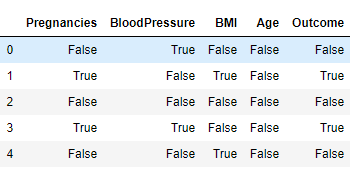 Pregnancies BloodPressure BMI Age Outcome
0 False True False False False
1 True False True False True
2 False False False False False
3 True True False False True
4 False False True False False